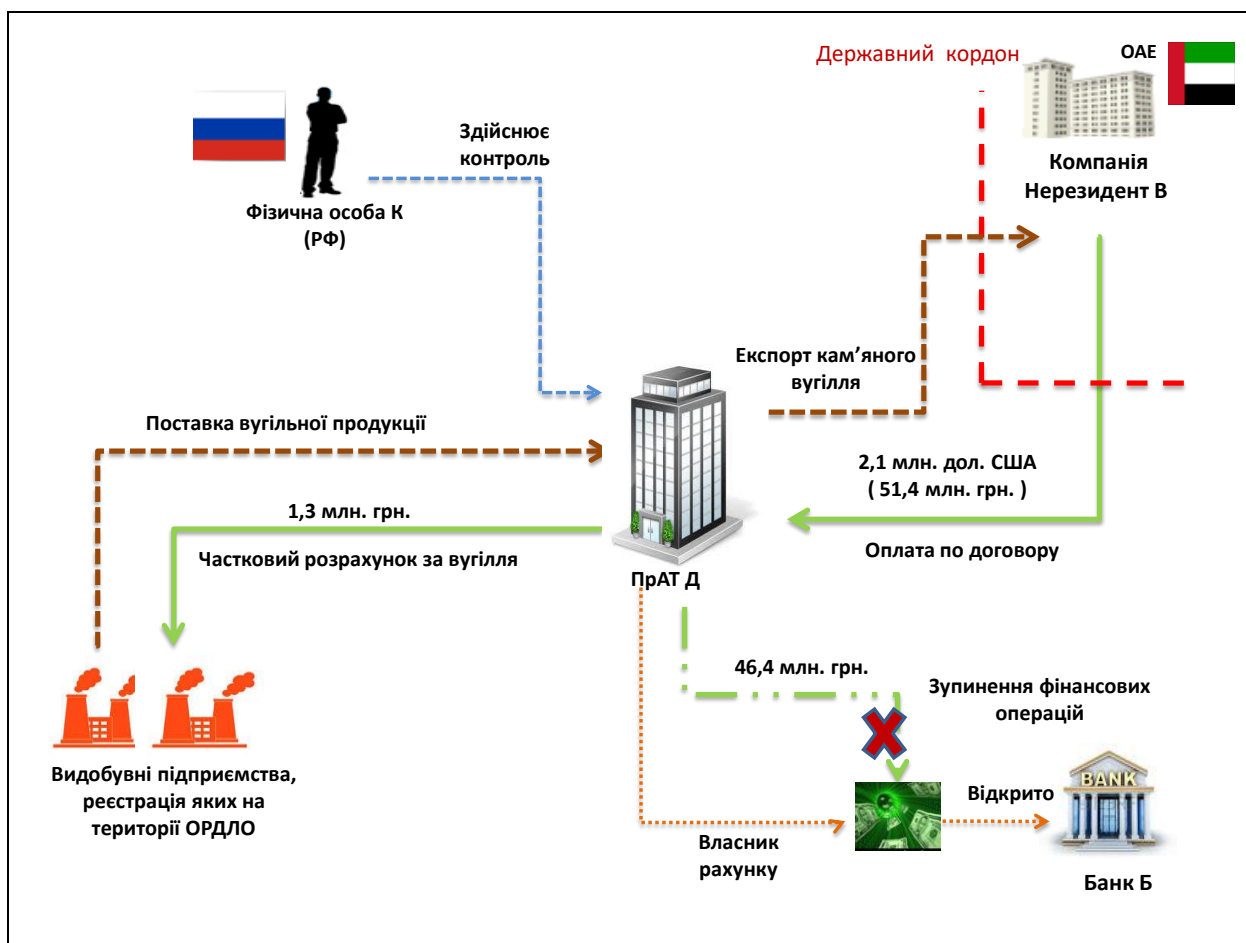 Державний кордон
ОАЕ
Здійснює
контроль
Компанія
Нерезидент В
Фізична особа К
(РФ)
Експорт кам’яного
вугілля
Поставка вугільної продукції
2,1 млн. дол. США
( 51,4 млн. грн. )
1,3 млн. грн.
Частковий розрахунок за вугілля
Оплата по договору
ПрАТ Д
46,4 млн. грн.
Зупинення фінансових
операцій
Видобувні підприємства,
реєстрація яких на
території ОРДЛО
BANK
Відкрито
Власник
рахунку
Банк Б